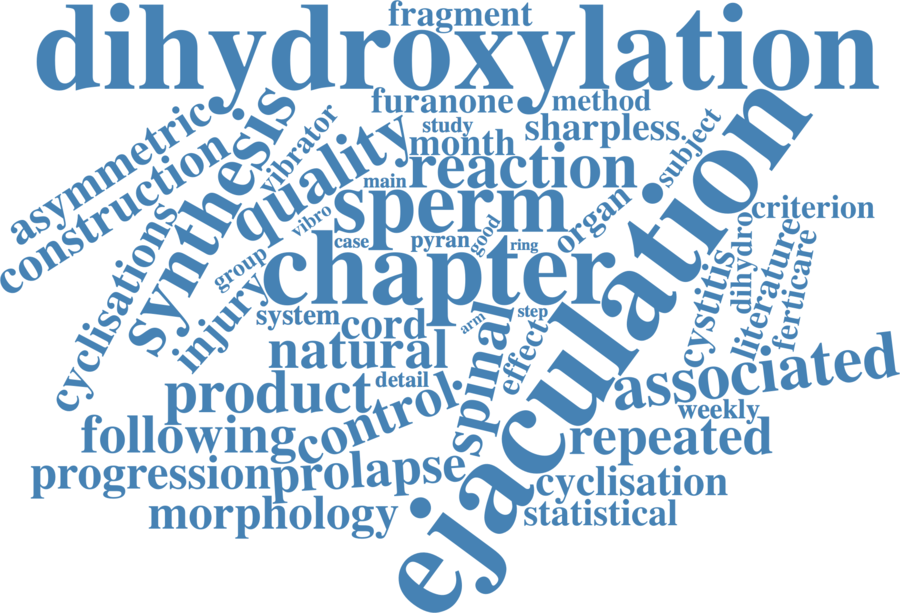 fragment
dihydroxylation
furanone
method
asymmetric
construction
synthesis
vibrator
quality
study
month
sharpless
subject
reaction
main
sperm
vibro
organ
criterion
case
pyran
good
ring
chapter
group
cyclisations
injury
system
cord
arm
step
ejaculation
cystitis
dihydro
literature
ferticare
natural
spinal
effect
associated
product
detail
weekly
following
control
repeated
progression
prolapse
cyclisation
morphology
statistical